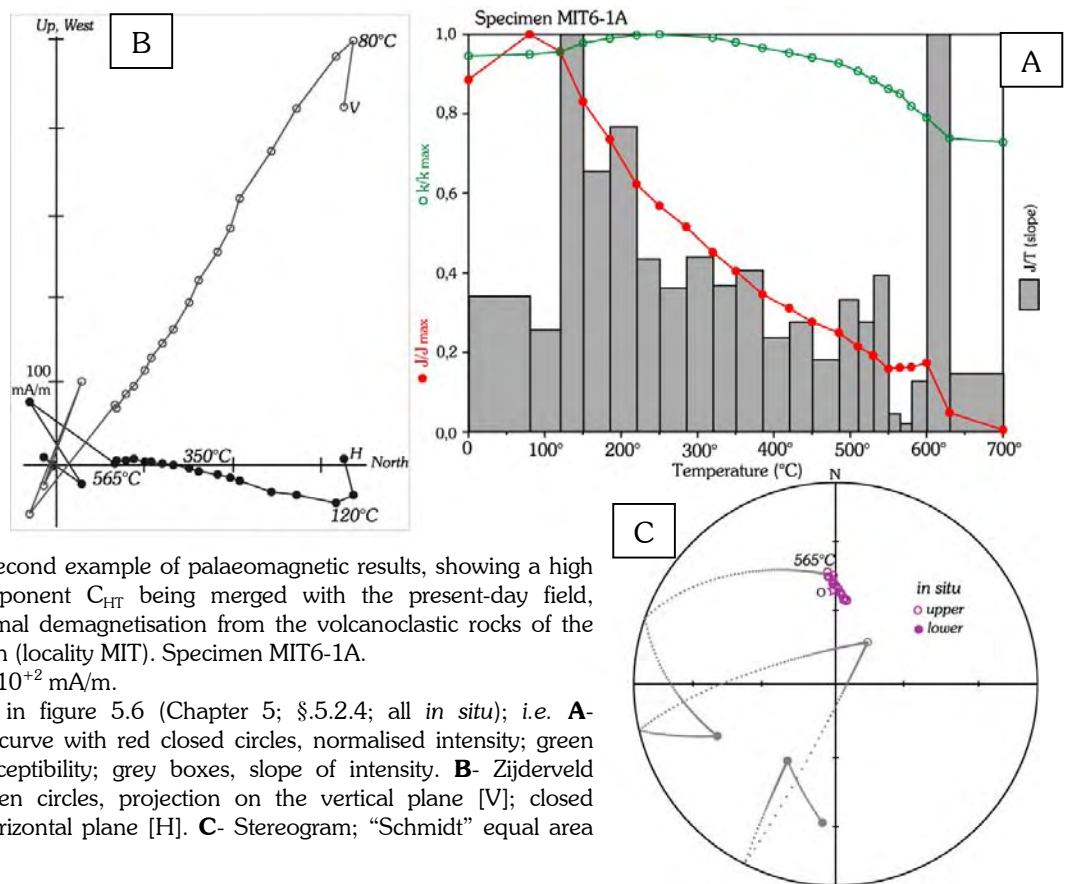 Up, West
B
80°C
V
100
mA/m
350°C
H
North
565°C
120°C
Specimen MIT6-1A
A
1,0
0,8
0,6
0,4
0,2
0,0
k/k max
J/J max
J/T (slope)
0 100° 200° 300° 400° 500° 600° 700°
Temperature (°C)
C
N
565°C
in situ
upper
lower
econd example of palaeomagnetic results, showing a high
ponent CHT being merged with the present-day field,
mal demagnetisation from the volcanoclastic rocks of the
n (locality MIT). Specimen MIT6-1A.
10+2 mA/m.
in figure 5.6 (Chapter 5; §.5.2.4; all in situ); i.e. A-
curve with red closed circles, normalised intensity; green
ceptibility; grey boxes, slope of intensity. B- Zijderveld
en circles, projection on the vertical plane [V]; closed
rizontal plane [H]. C- Stereogram; “Schmidt” equal area